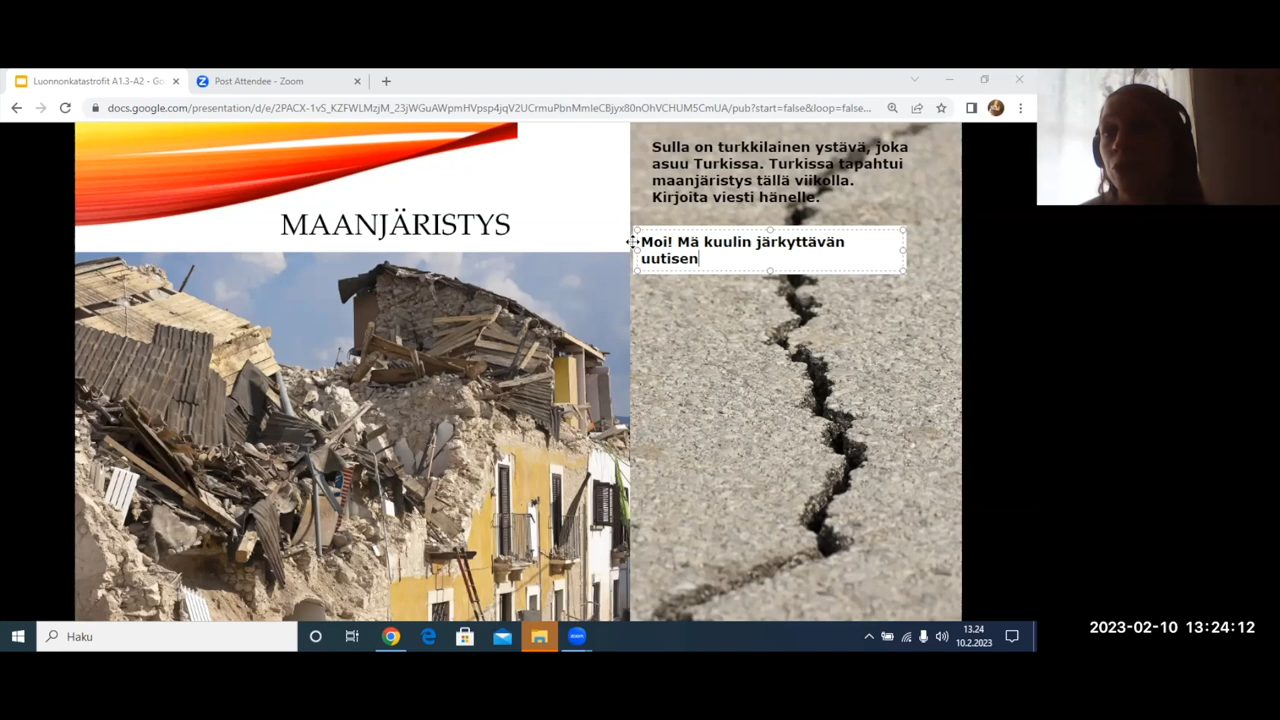 Luonnonkatastrofit A1.3-A2 - Go
Post Attendee - Zoom
docs.google.com/presentation/d/e/2PACX-1vS_KZFWLMzjM_23jWGuAWpmHVpsp4jqV2UCrmuPbnMmIeCBjyx80nOhVCHUM5CmUA/pub?start=false&loop=false...
Sulla on turkkilainen ystävä, joka
asuu Turkissa. Turkissa tapahtui
maanjäristys tällä viikolla.
Kirjoita viesti hänelle.
MAANJÄRISTYS
Moi! Mä kuulin järkyttävän
uutisen
Haku
zoom
13.24
10.2.2023
2023-02-10 13:24:12